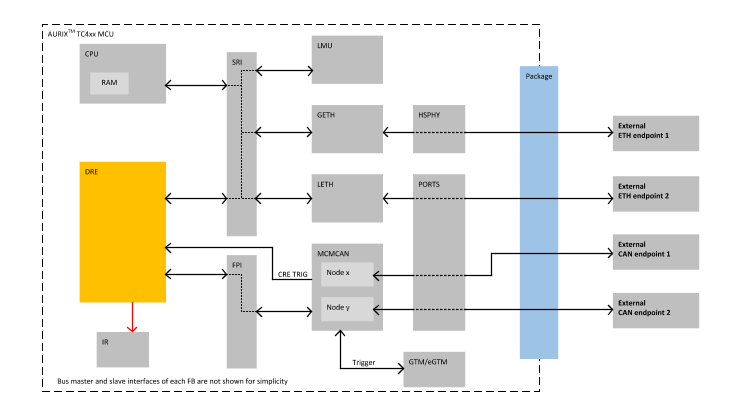 AURIX™ TC4xx MCU
CPU
RAM
SRI
LMU
Package
GETH
HSPHY
External
ETH endpoint 1
DRE
LETH
PORTS
External
ETH endpoint 2
FPI
MCMCAN
External
CAN endpoint 1
CRE TRIG
Node x
Node y
External
CAN endpoint 2
IR
Trigger
GTM/eGTM
Bus master and slave interfaces of each FB are not shown for simplicity